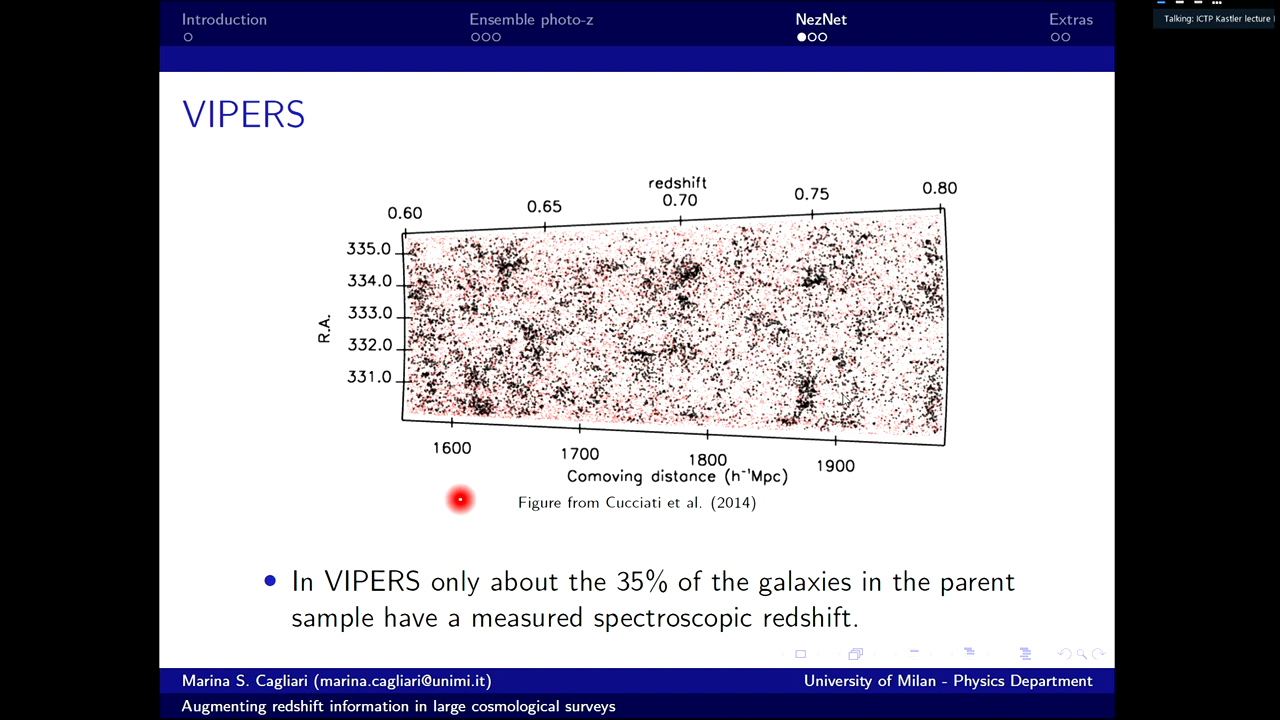 Introduction
Ensemble photo-z
NezNet
Extras
Talking: ICTP Kastler lecture
VIPERS
redshift
0.60
0.65
0.70
0.75
0.80
335.0
334.0
333.0
332.0
331.0
R.A.
1600
1700
1800
1900
Comoving distance (h⁻¹Mpc)
Figure from Cucciati et al. (2014)
In VIPERS only about the 35% of the galaxies in the parent
sample have a measured spectroscopic redshift.
Marina S. Cagliari (marina.cagliari@unimi.it)
University of Milan - Physics Department
Augmenting redshift information in large cosmological surveys